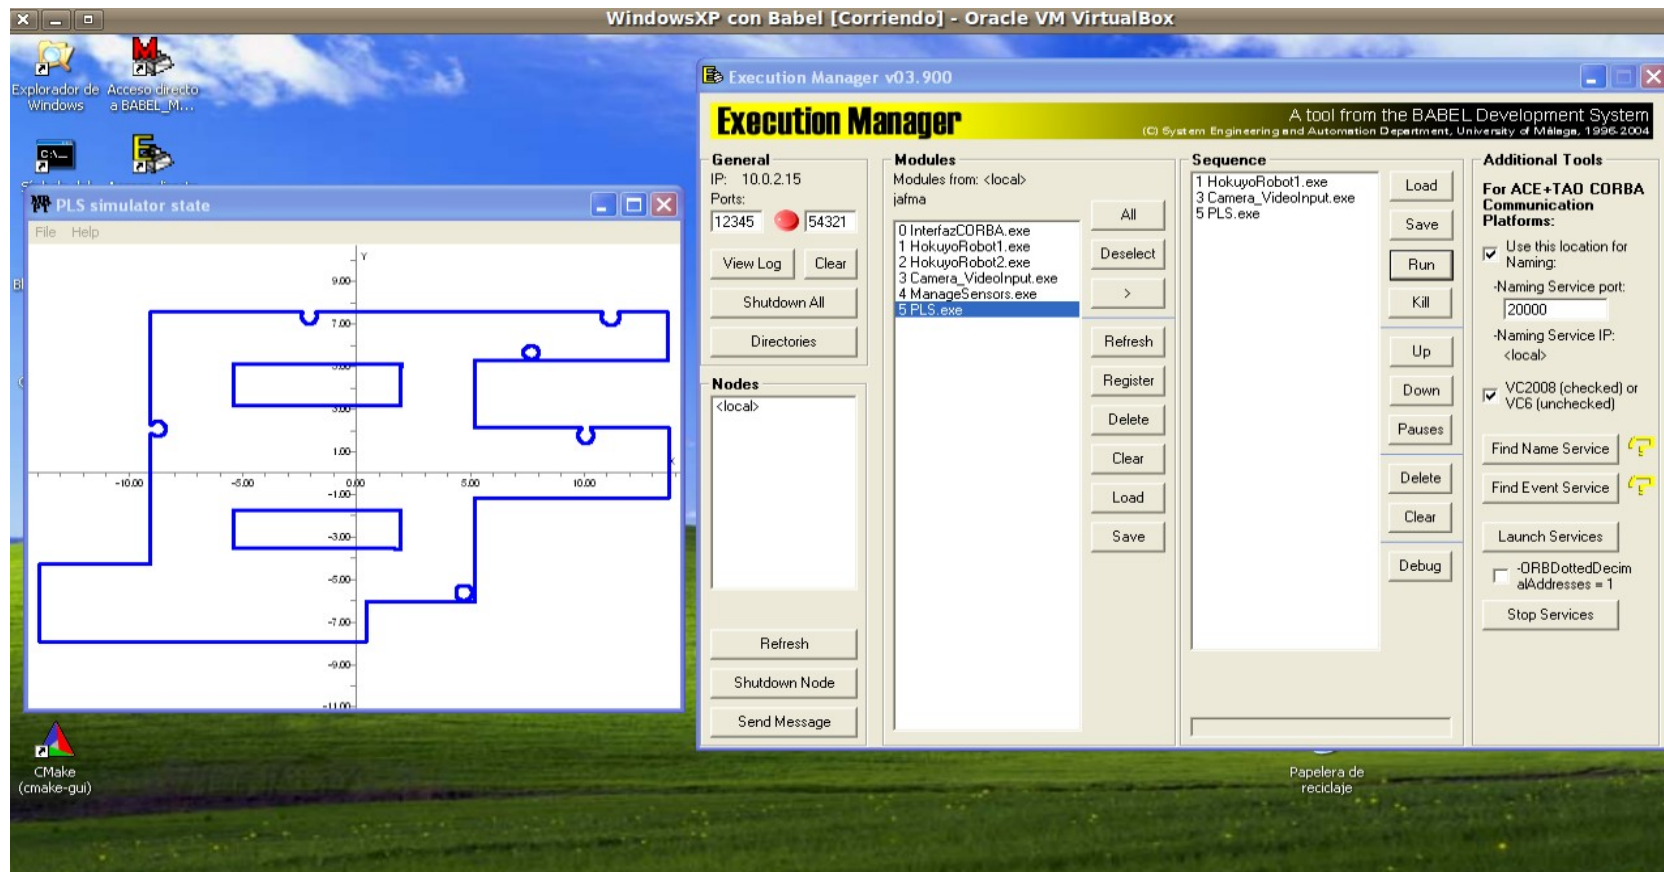 WindowsXP con Babel [Corriendo] - Oracle VM VirtualBox
Explorador de
Windows
Acceso directo
a BABEL_M...
C:\_
PLS simulator state
File Help
Y
9.00
7.00
3.00
1.00
X
-10.00 -5.00 0.00 5.00 10.00
-1.00
-3.00
-5.00
-7.00
-9.00
-11.00
CMake
(cmake-gui)
Execution Manager v03.900
Execution Manager
A tool from the BABEL Development System
(C) System Engineering and Automation Department, University of Málaga, 1996-2004
General
IP: 10.0.2.15
Ports:
12345 54321
View Log Clear
Shutdown All
Directories
Nodes
<local>
Refresh
Shutdown Node
Send Message
Modules
Modules from: <local>
jafma
0 InterfazCORBA.exe
1 HokuyoRobot1.exe
2 HokuyoRobot2.exe
3 Camera_VideoInput.exe
4 ManageSensors.exe
5 PLS.exe
All
Deselect
>
Refresh
Register
Delete
Clear
Load
Save
Sequence
1 HokuyoRobot1.exe
3 Camera_VideoInput.exe
5 PLS.exe
Load
Save
Run
Kill
Up
Down
Pauses
Delete
Clear
Debug
Additional Tools
For ACE+TAO CORBA
Communication
Platforms:
Use this location for
Naming:
-Naming Service port:
20000
-Naming Service IP:
<local>
VC2008 (checked) or
VC6 (unchecked)
Find Name Service
Find Event Service
Launch Services
-ORBDottedDecim
alAddresses = 1
Stop Services
Papelera de
reciclaje